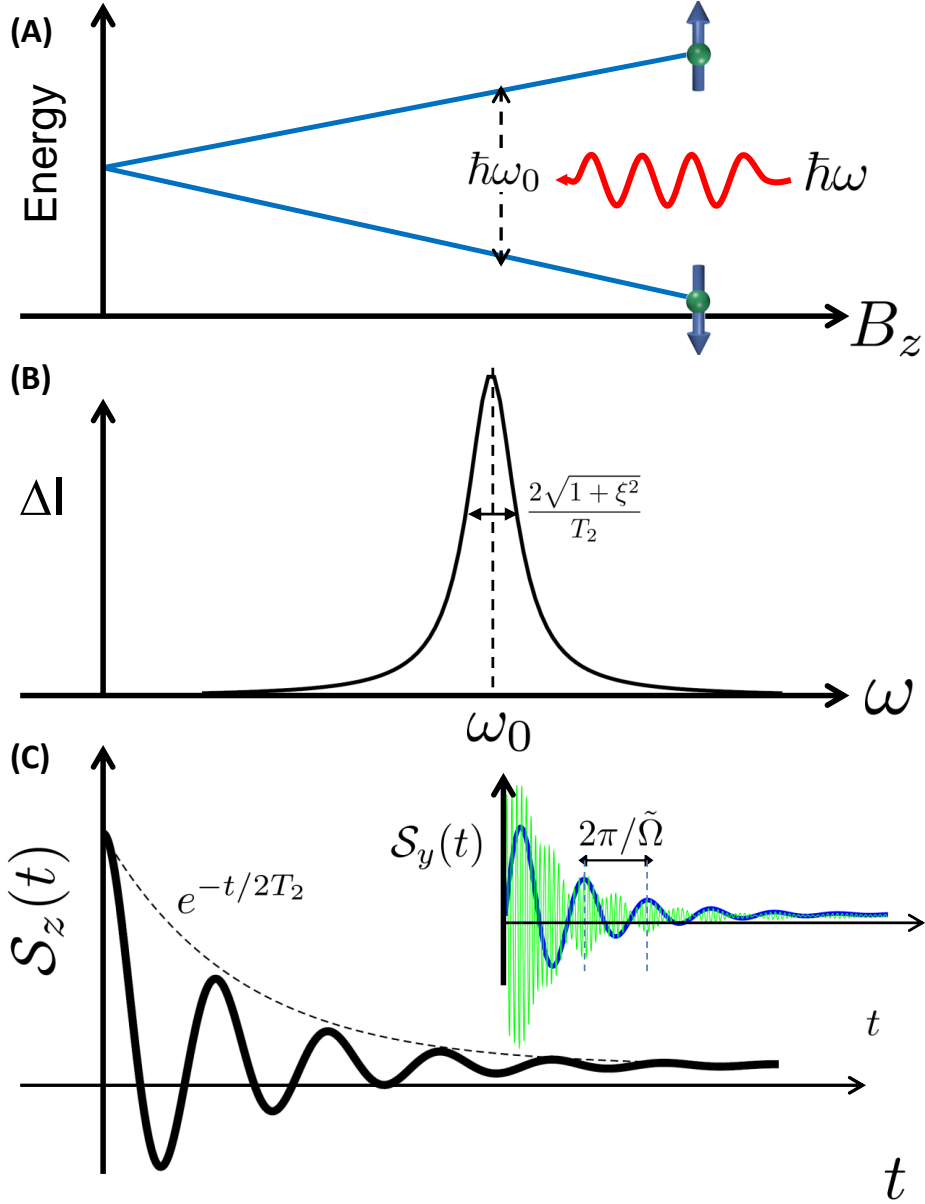 (A)
Energy
ħω₀
ħω
B_z
(B)
ΔI
2√(1 + ξ²) / T₂
ω
ω₀
(C)
S_z(t)
e^{−t/2T₂}
S_y(t)
2π/Ω̃
t
t